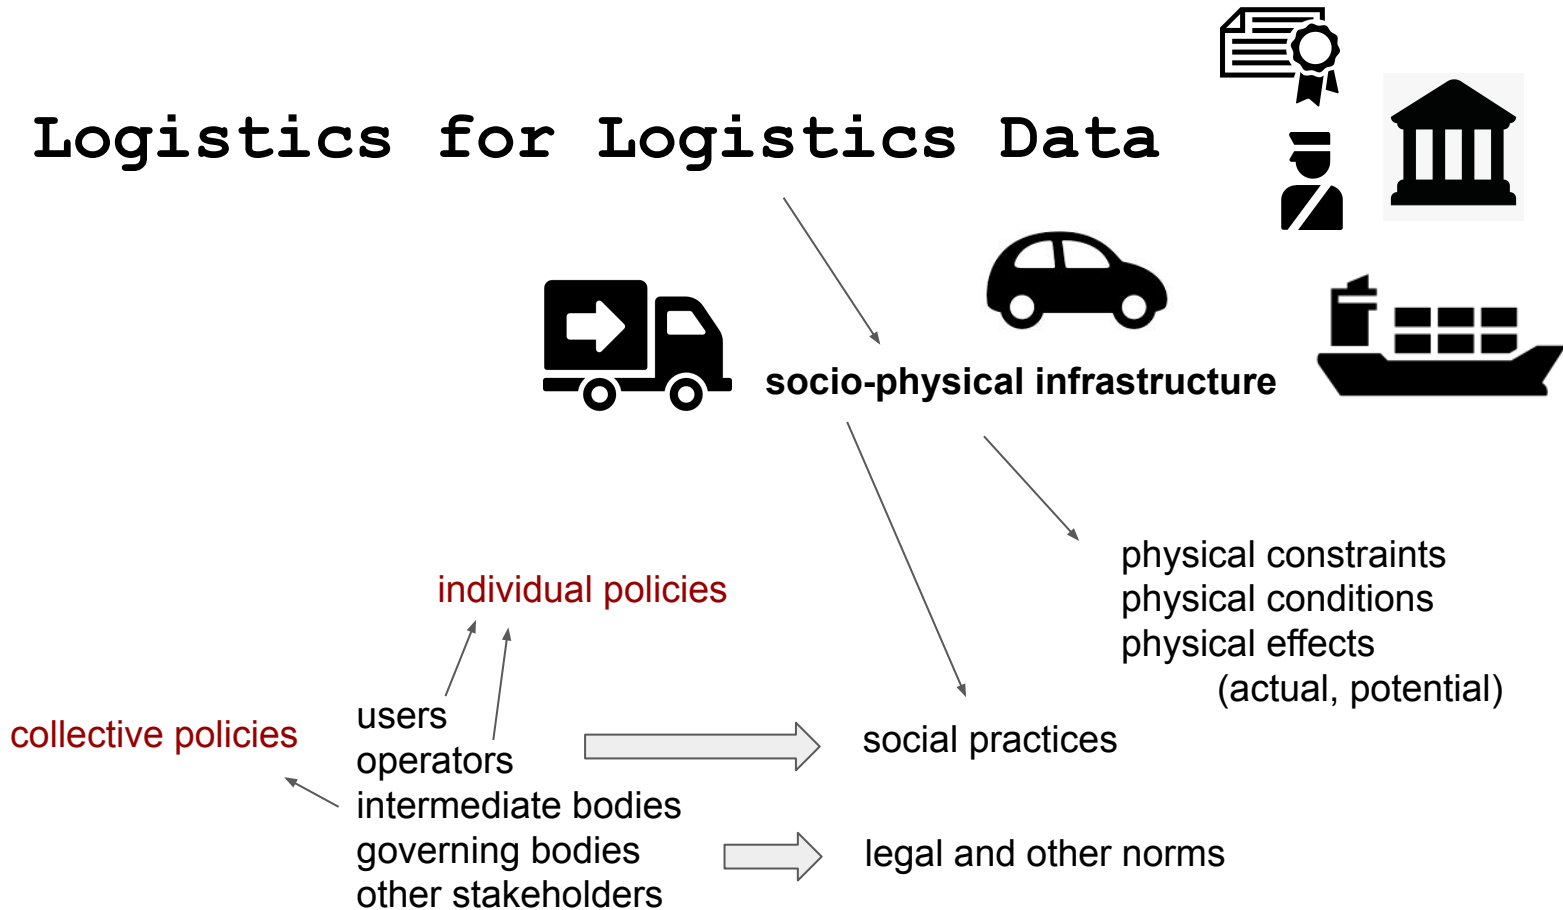 Logistics for Logistics Data
socio-physical infrastructure
physical constraints
physical conditions
physical effects
(actual, potential)
individual policies
collective policies
users
operators
intermediate bodies
governing bodies
other stakeholders
social practices
legal and other norms